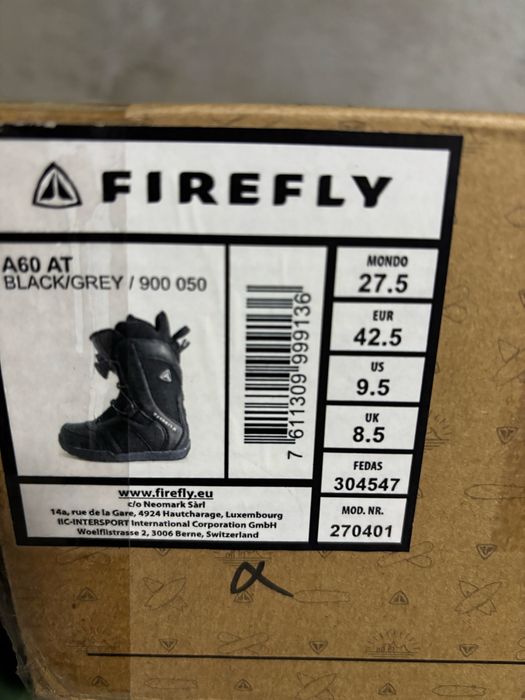 FIREFLY
A60 AT
BLACK/GREY / 900 050
7 611309 999136
MONDO
27.5
EUR
42.5
US
9.5
UK
8.5
FEDAS
304547
MOD. NR.
270401
www.firefly.eu
c/o Neomark Sàrl
14a, rue de la Gare, 4924 Hautcharage, Luxembourg
IIC-INTERSPORT International Corporation GmbH
Woelflistrasse 2, 3006 Berne, Switzerland
α